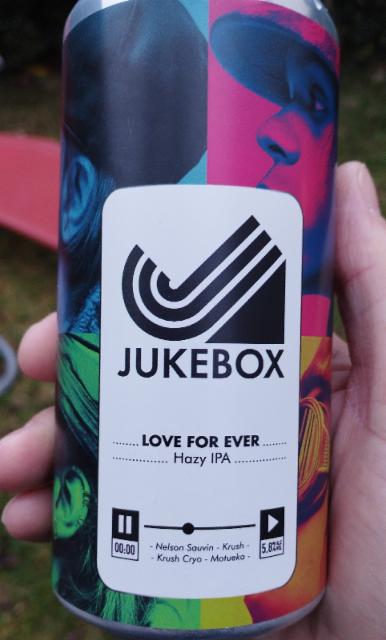 JUKEBOX
LOVE FOR EVER
Hazy IPA
- Nelson Sauvin - Krush -
- Krush Cryo - Motueka -
00:00
5,8%